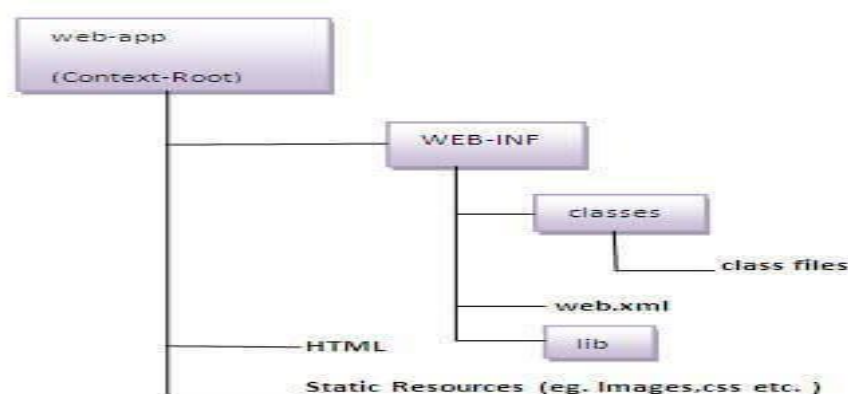 web-app
(Context-Root)
WEB-INF
classes
class files
web.xml
lib
HTML
Static Resources (eg. Images,css etc. )